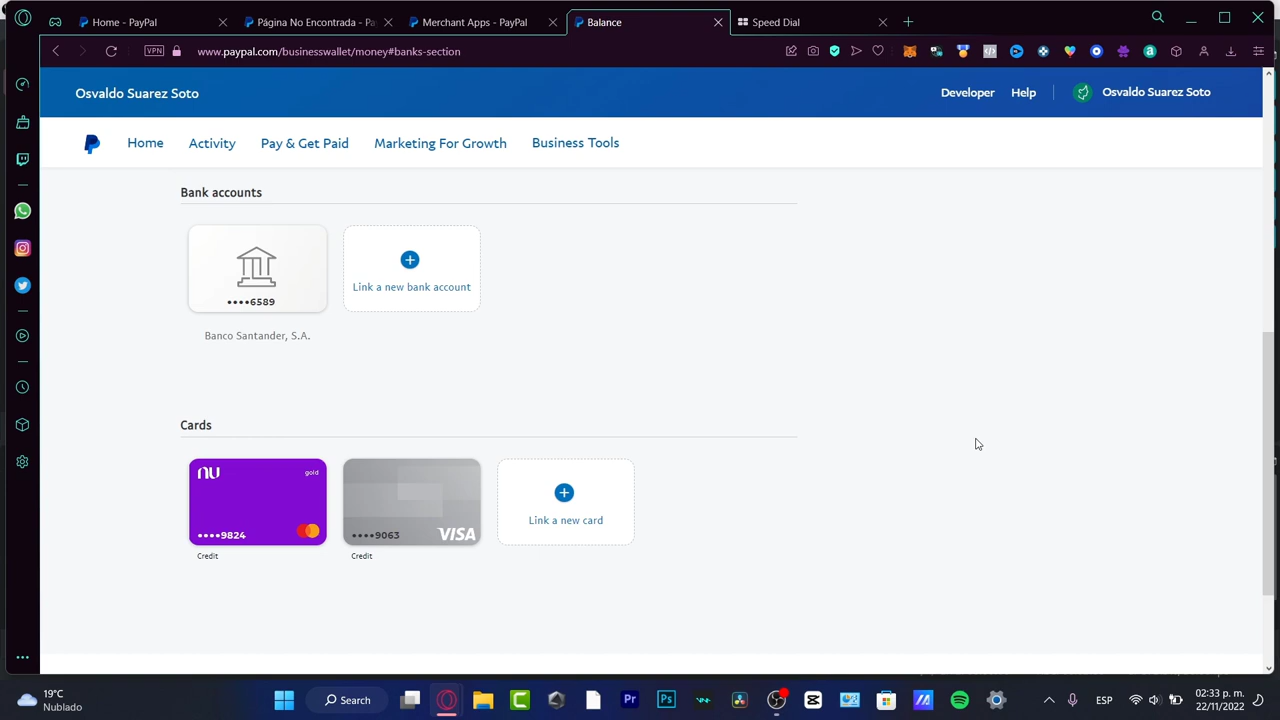 Home - PayPal
Página No Encontrada - Pa
Merchant Apps - PayPal
Balance
Speed Dial
VPN
www.paypal.com/businesswallet/money#banks-section
Osvaldo Suarez Soto
Developer
Help
Osvaldo Suarez Soto
Home
Activity
Pay & Get Paid
Marketing For Growth
Business Tools
Bank accounts
••••6589
Link a new bank account
Banco Santander, S.A.
Cards
nu
gold
••••9824
••••9063
VISA
Link a new card
Credit
Credit
19°C
Nublado
Search
Pr
Ps
ESP
02:33 p. m.
22/11/2022